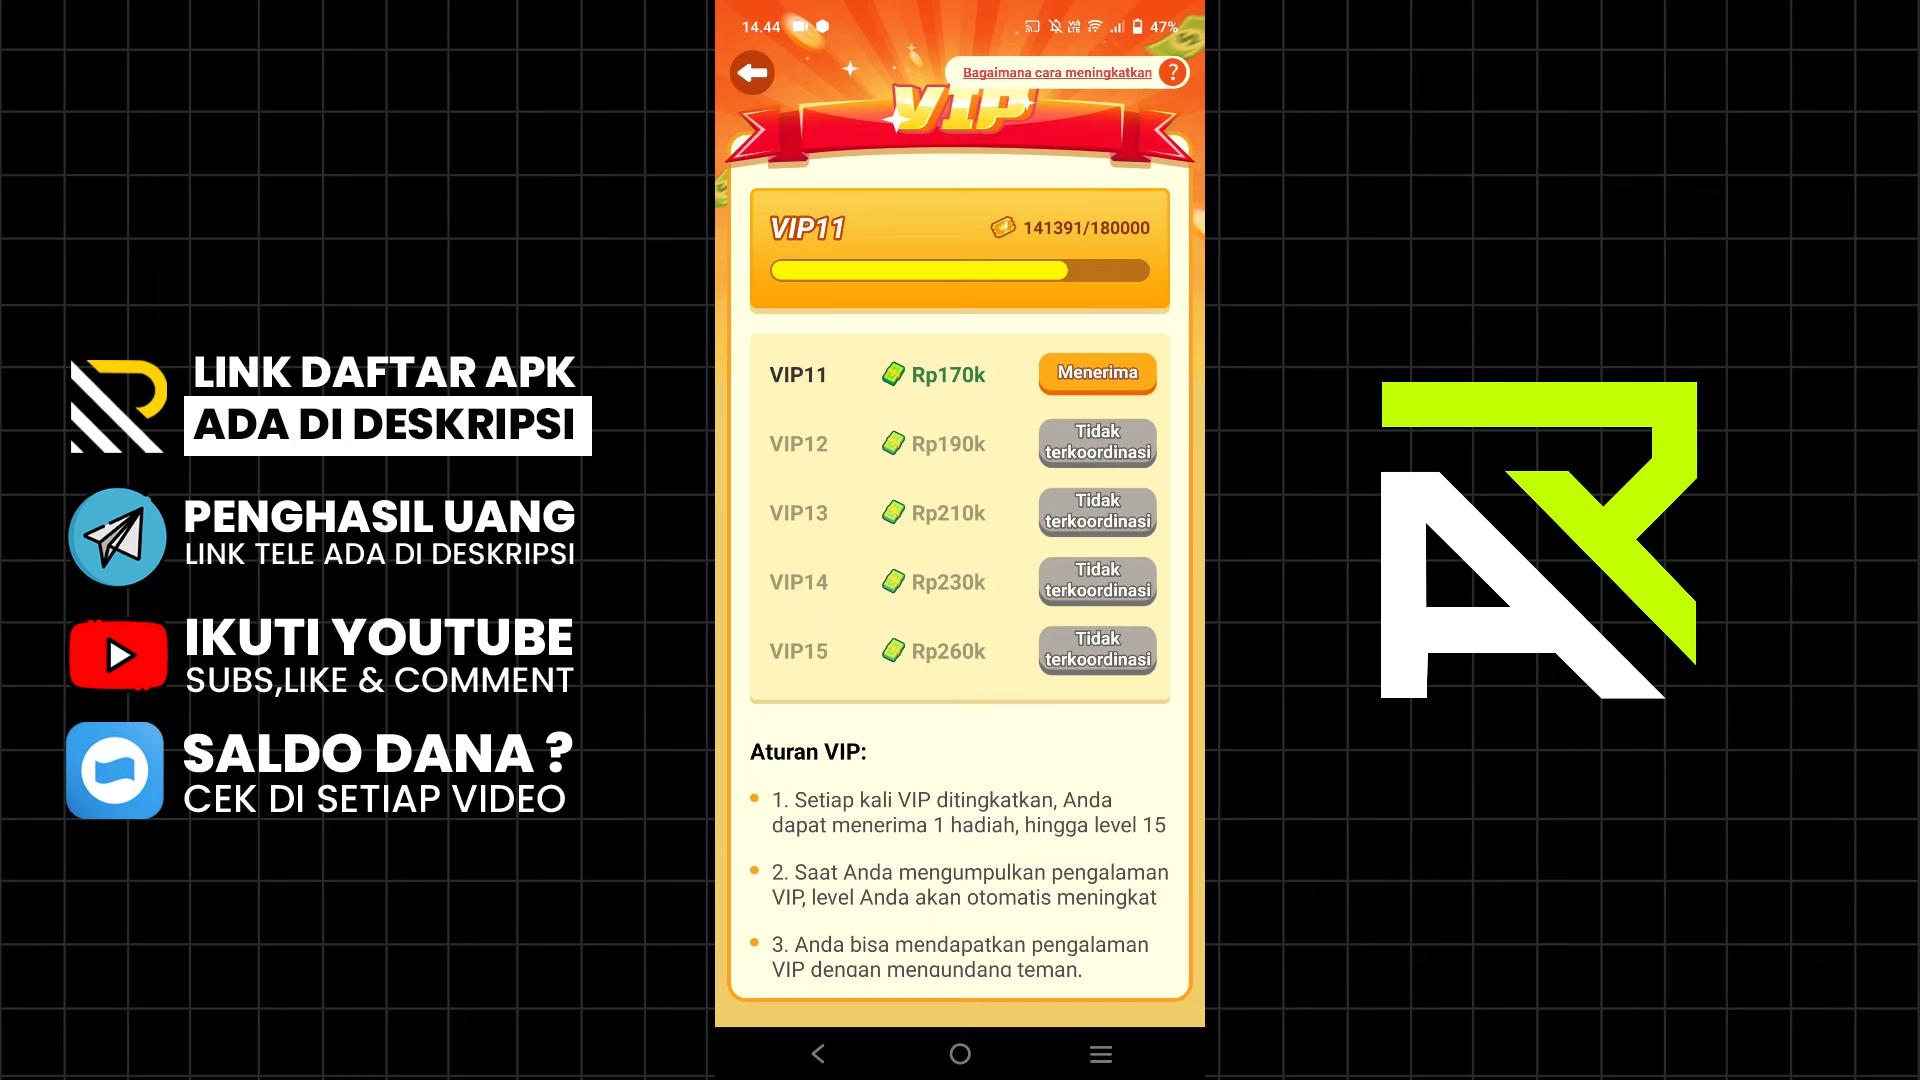 LINK DAFTAR APK
ADA DI DESKRIPSI
PENGHASIL UANG
LINK TELE ADA DI DESKRIPSI
IKUTI YOUTUBE
SUBS,LIKE & COMMENT
SALDO DANA ?
CEK DI SETIAP VIDEO
14.44
47%
Bagaimana cara meningkatkan ?
VIP
VIP11 141391/180000
VIP11 Rp170k Menerima
VIP12 Rp190k Tidak terkoordinasi
VIP13 Rp210k Tidak terkoordinasi
VIP14 Rp230k Tidak terkoordinasi
VIP15 Rp260k Tidak terkoordinasi
Aturan VIP:
1. Setiap kali VIP ditingkatkan, Anda
dapat menerima 1 hadiah, hingga level 15
2. Saat Anda mengumpulkan pengalaman
VIP, level Anda akan otomatis meningkat
3. Anda bisa mendapatkan pengalaman
VIP dengan mengundang teman.
AR